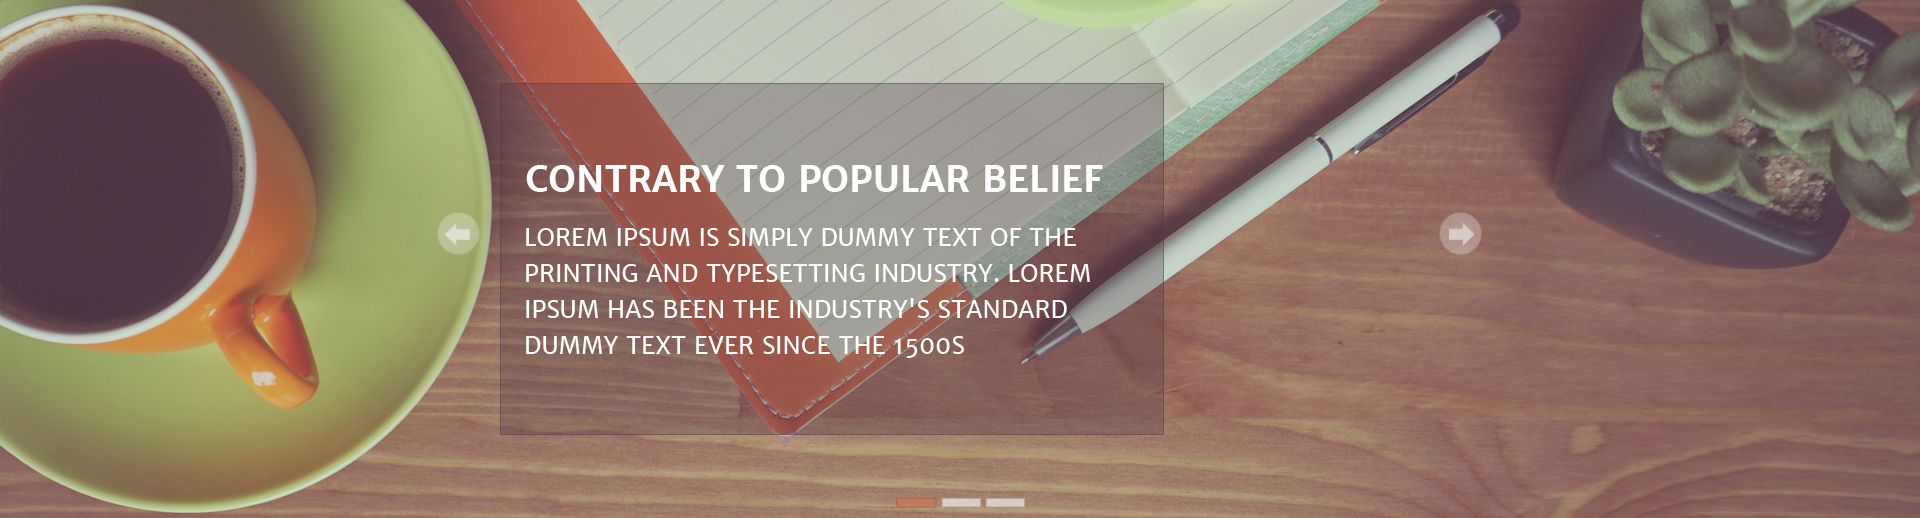 CONTRARY TO POPULAR BELIEF
LOREM IPSUM IS SIMPLY DUMMY TEXT OF THE
PRINTING AND TYPESETTING INDUSTRY. LOREM
IPSUM HAS BEEN THE INDUSTRY'S STANDARD
DUMMY TEXT EVER SINCE THE 1500S